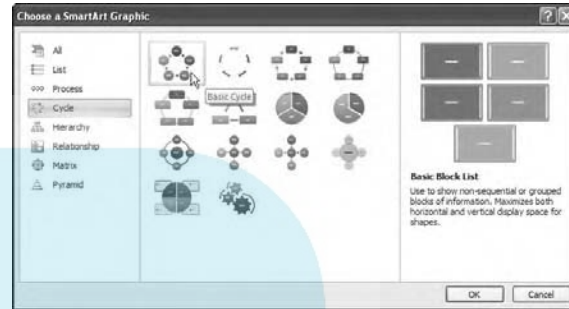 Choose a SmartArt Graphic
All
List
Process
Cycle
Hierarchy
Relationship
Matrix
Pyramid
Basic Cycle
Basic Block List
Use to show non-sequential or grouped
blocks of information. Maximizes both
horizontal and vertical display space for
shapes.
OK
Cancel